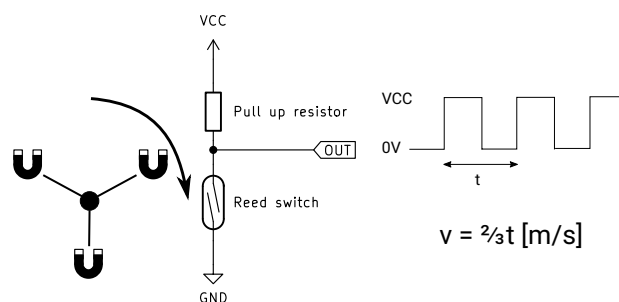 VCC
Pull up resistor
OUT
Reed switch
GND
VCC
0V
t
v = ⅔t [m/s]